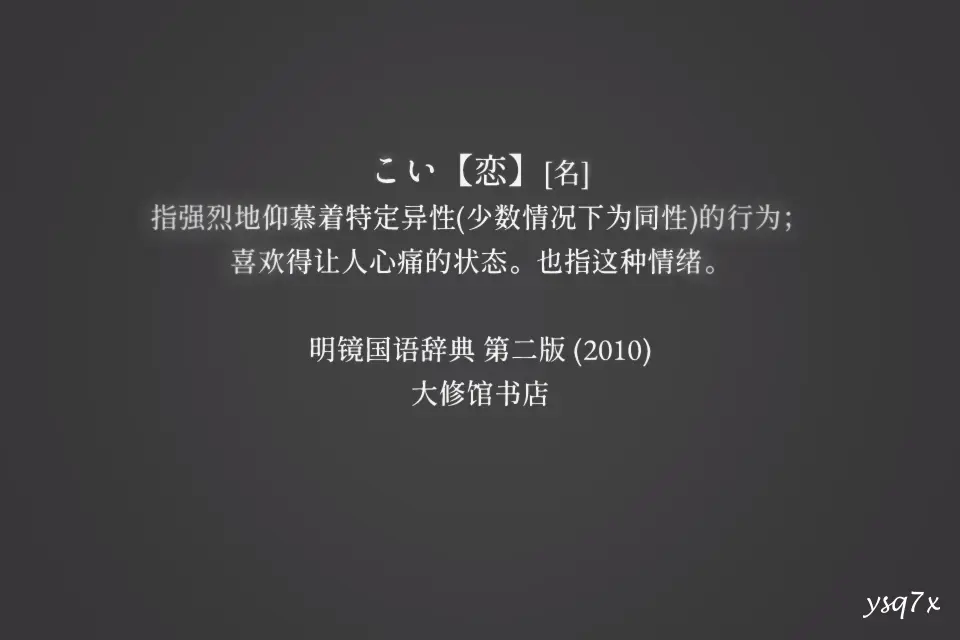 こい【恋】[名]
指强烈地仰慕着特定异性(少数情况下为同性)的行为；
喜欢得让人心痛的状态。也指这种情绪。
明镜国语辞典 第二版 (2010)
大修馆书店
ysq7x